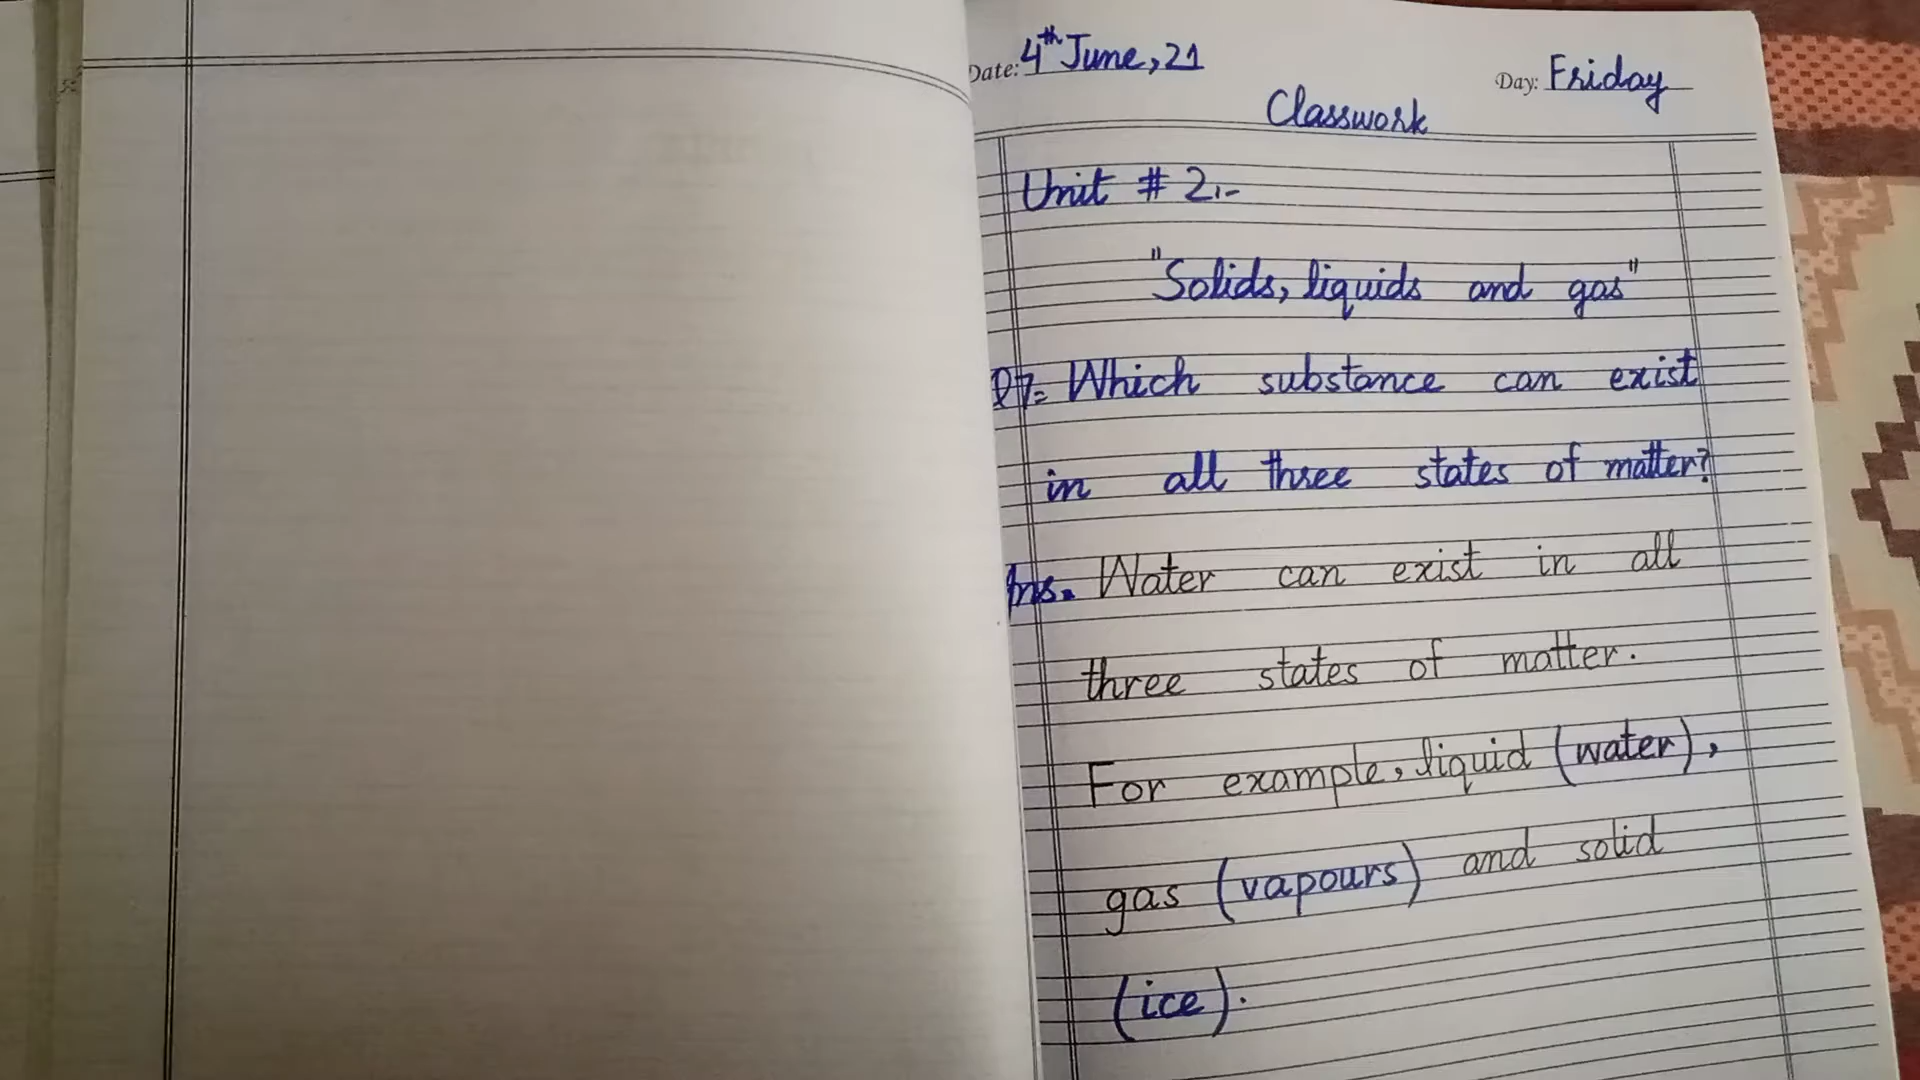 Date: 4th June, 21
Day: Friday
Classwork
Unit # 2:-
"Solids, liquids and gas"
Q7= Which substance can exist
in all three states of matter?
Ans. Water can exist in all
three states of matter.
For example, liquid (water),
gas (vapours) and solid
(ice).